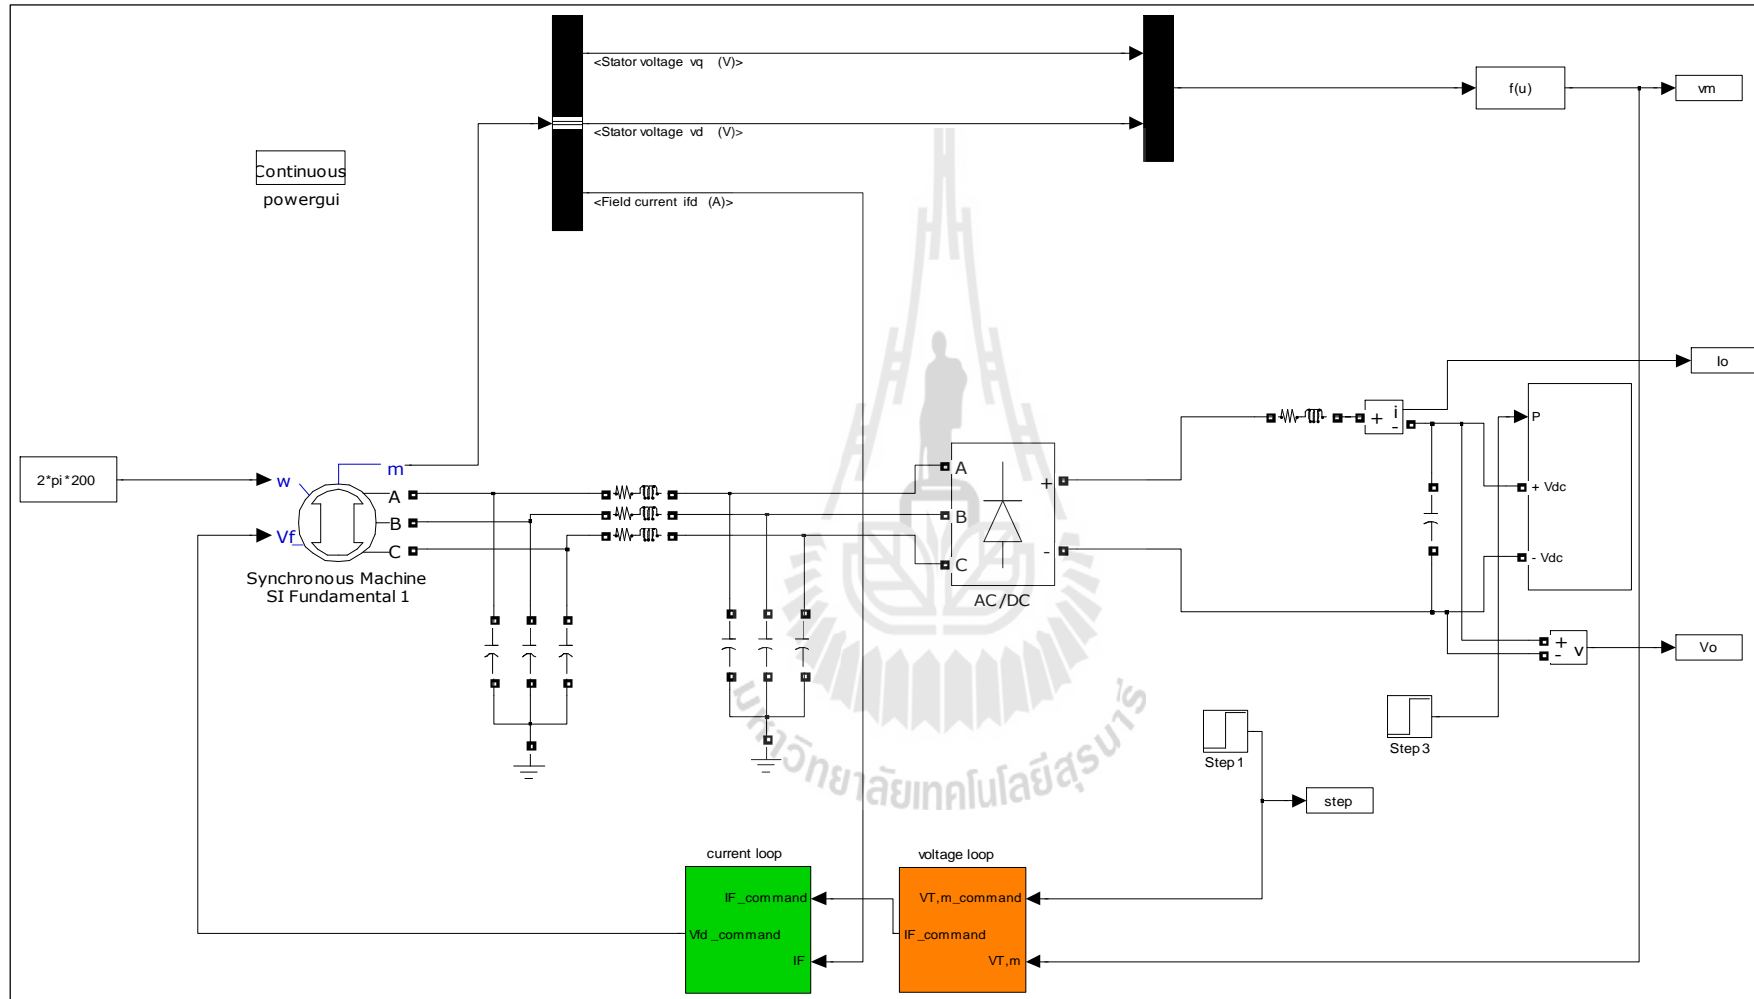 <Stator voltage vq (V)>
f(u)
vm
<Stator voltage vd (V)>
Continuous
powergui
<Field current ifd (A)>
Io
i
+
-
P
2*pi*200
w
m
A
B
C
Vf_
Synchronous Machine
SI Fundamental 1
A
B
C
+
-
AC/DC
+ Vdc
- Vdc
+
-
v
Vo
Step 3
Step 1
step
มหาวิทยาลัยเทคโนโลยีสุรนารี
current loop
voltage loop
IF_command
VT,m_command
Vfd_command
IF_command
IF
VT,m